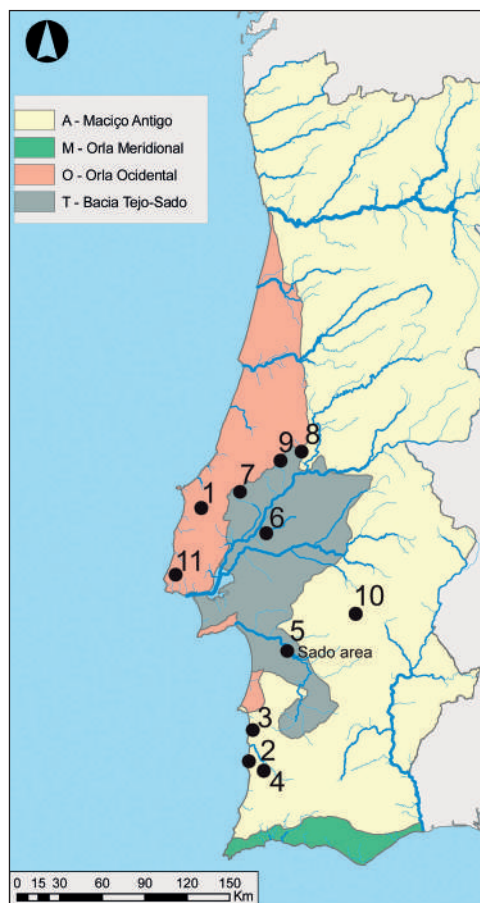 A - Maciço Antigo
M - Orla Meridional
O - Orla Ocidental
T - Bacia Tejo-Sado
8
9
7
1
6
11
10
5
Sado area
3
2
4
0 15 30 60 90 120 150
Km